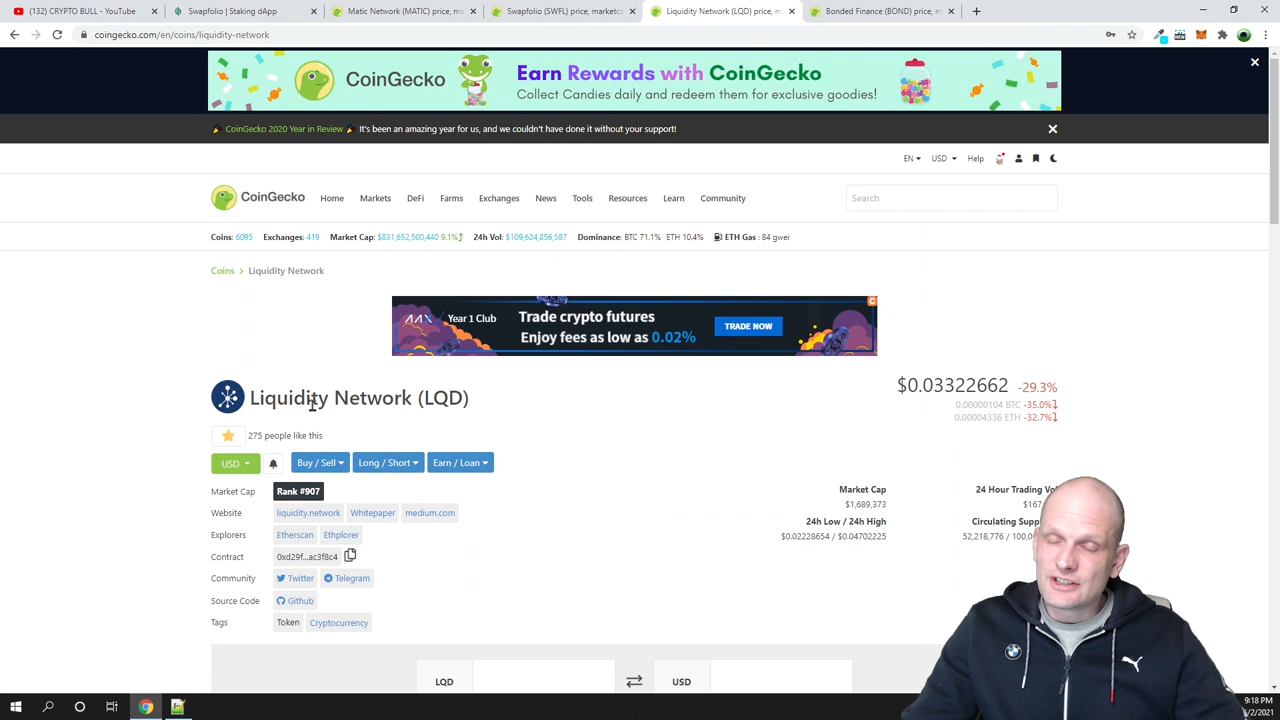 (132) CRYPTO BULL - YouTube
Swapfolio Staking dApp
Matic Network (MATIC) price, ma
Swapfolio (SWFL) price, marketca
Liquidity Network (LQD) price, m
Bonded Finance (BOND) price, m
coingecko.com/en/coins/liquidity-network
CoinGecko
Earn Rewards with CoinGecko
Collect Candies daily and redeem them for exclusive goodies!
CoinGecko 2020 Year in Review
It's been an amazing year for us, and we couldn't have done it without your support!
EN
USD
Help
CoinGecko
Home
Markets
DeFi
Farms
Exchanges
News
Tools
Resources
Learn
Community
Search
Coins: 6095
Exchanges: 419
Market Cap: $831,652,500,440 9.1%
24h Vol: $109,624,856,587
Dominance: BTC 71.1% ETH 10.4%
ETH Gas : 84 gwei
Coins > Liquidity Network
Year 1 Club
Trade crypto futures
Enjoy fees as low as 0.02%
TRADE NOW
Liquidity Network (LQD)
$0.03322662 -29.3%
0.00000104 BTC -35.0%
0.00004336 ETH -32.7%
275 people like this
USD
Buy / Sell
Long / Short
Earn / Loan
Market Cap
Rank #907
Website
liquidity.network
Whitepaper
medium.com
Explorers
Etherscan
Ethplorer
Contract
0xd29f...ac3f8c4
Community
Twitter
Telegram
Source Code
Github
Tags
Token
Cryptocurrency
Market Cap
$1,689,373
24 Hour Trading
$167
24h Low / 24h High
$0.02228654 / $0.04702225
Circulating
52,218,776 /
LQD
USD
9:18 PM
/2/2021